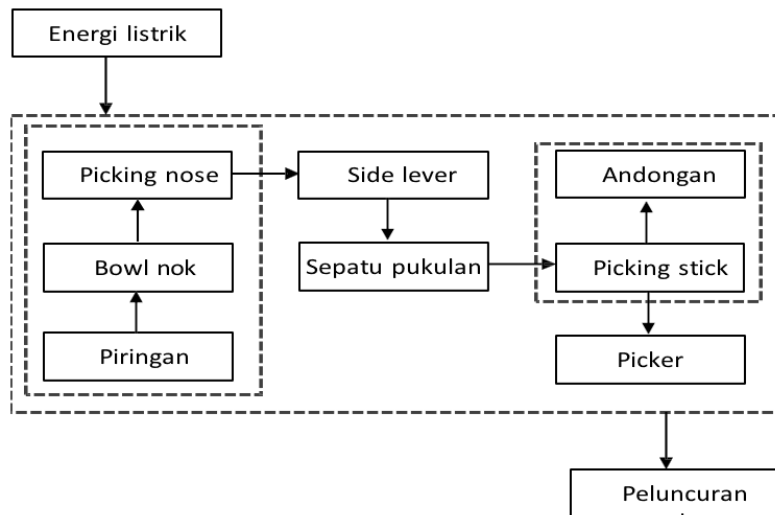 Energi listrik
Picking nose
Side lever
Andongan
Bowl nok
Sepatu pukulan
Picking stick
Piringan
Picker
Peluncuran